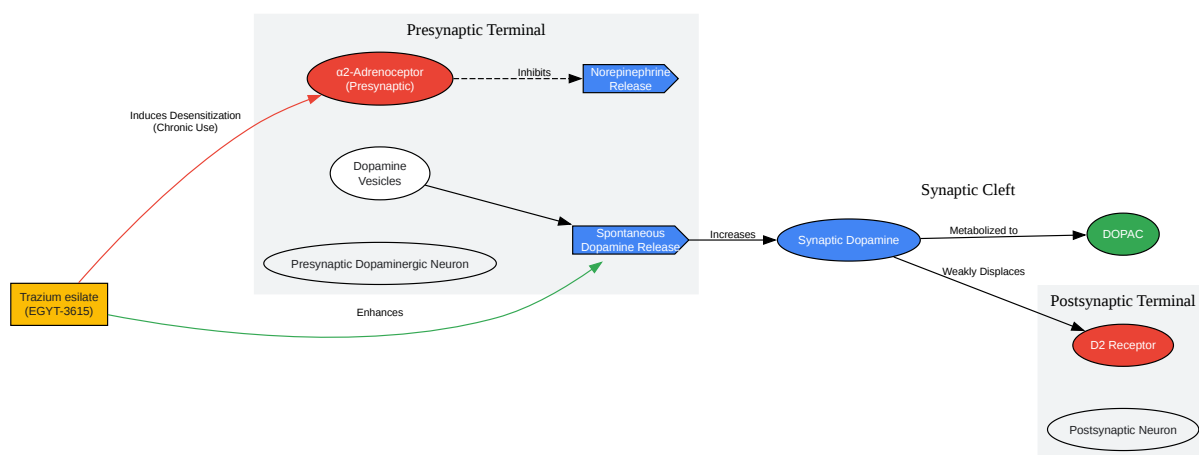 Presynaptic Terminal
α2-Adrenoceptor
(Presynaptic)
Inhibits
Norepinephrine
Release
Induces Desensitization
(Chronic Use)
Dopamine
Vesicles
Synaptic Cleft
Spontaneous
Dopamine Release
Increases
Synaptic Dopamine
Metabolized to
DOPAC
Presynaptic Dopaminergic Neuron
Weakly Displaces
Trazium esilate
(EGYT-3615)
Enhances
Postsynaptic Terminal
D2 Receptor
Postsynaptic Neuron